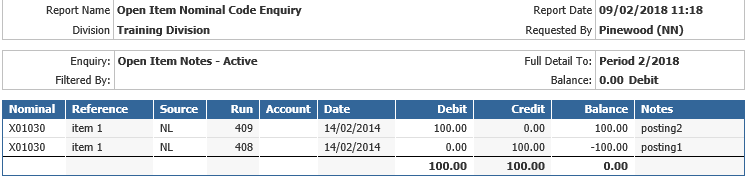 Report Name Open Item Nominal Code Enquiry Report Date 09/02/2018 11:18
Division Training Division Requested By Pinewood (NN)
Enquiry: Open Item Notes - Active Full Detail To: Period 2/2018
Filtered By: Balance: 0.00 Debit
Nominal Reference Source Run Account Date Debit Credit Balance Notes
X01030 item 1 NL 409 14/02/2014 100.00 0.00 100.00 posting2
X01030 item 1 NL 408 14/02/2014 0.00 100.00 -100.00 posting1
100.00 100.00 0.00